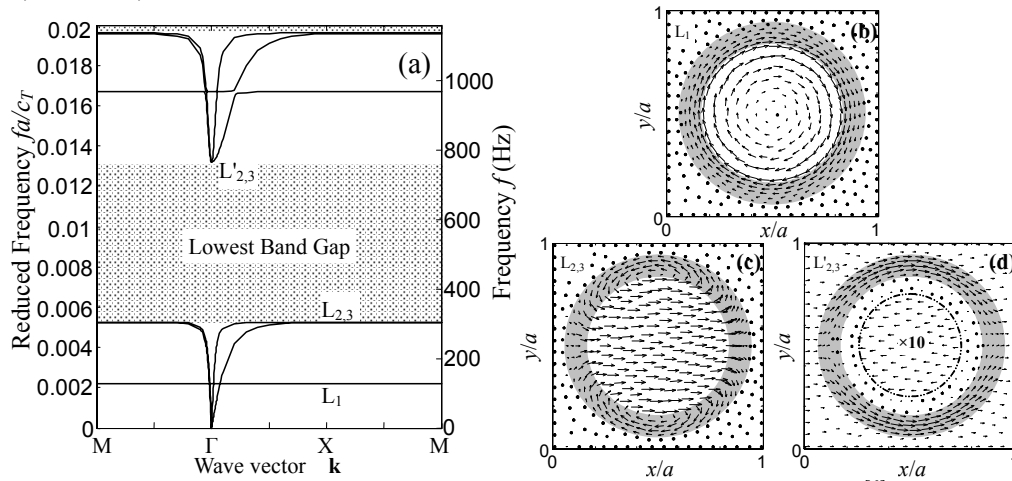 0.02
0.018
0.016
0.014
0.012
0.01
0.008
0.006
0.004
0.002
0
Reduced Frequency fa/c_T
(a)
L'2,3
Lowest Band Gap
L2,3
L1
M Γ X M
Wave vector k
1000
800
600
400
200
0
Frequency f (Hz)
1
L1
(b)
y/a
0
0 x/a 1
1
L2,3
(c)
y/a
0
0 x/a 1
1
L'2,3
(d)
×10
y/a
0
0 x/a 1